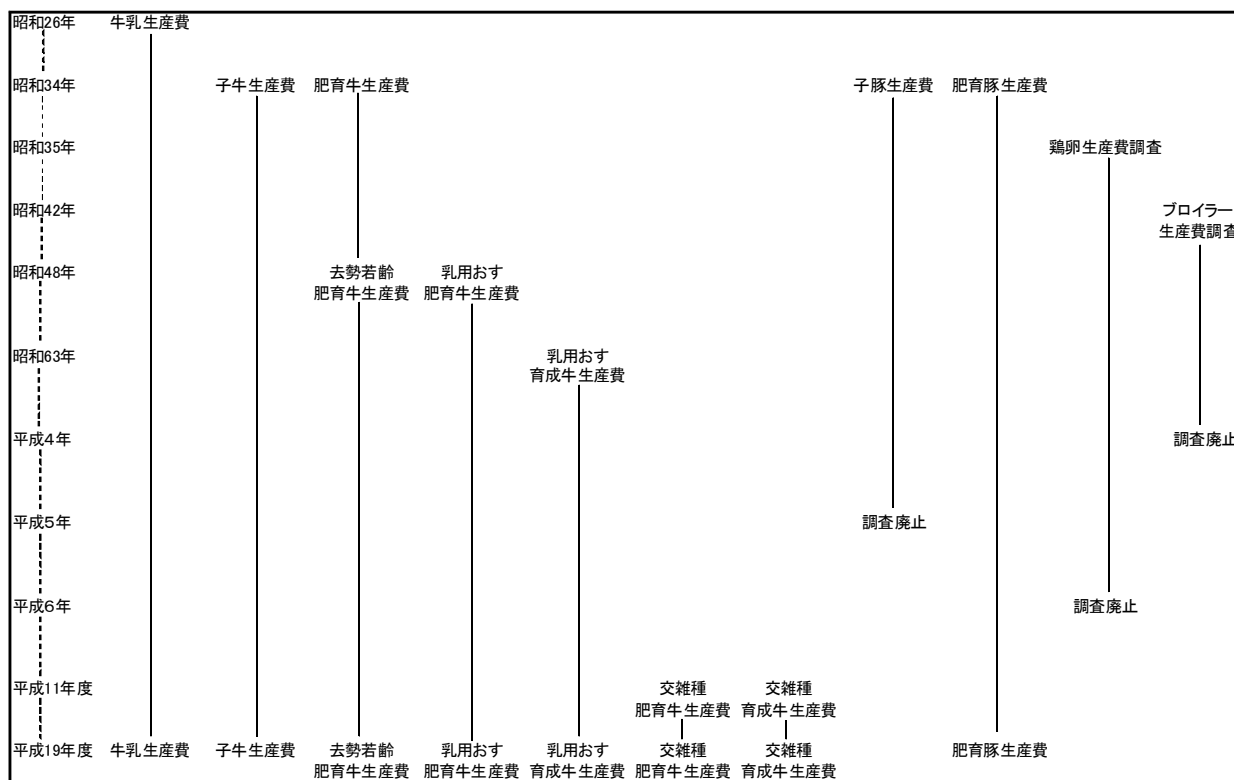 昭和26年 牛乳生産費
昭和34年 子牛生産費 肥育牛生産費 子豚生産費 肥育豚生産費
昭和35年 鶏卵生産費調査
昭和42年 ブロイラー
生産費調査
昭和48年 去勢若齢 乳用おす
肥育牛生産費 肥育牛生産費
昭和63年 乳用おす
育成牛生産費
平成4年 調査廃止
平成5年 調査廃止
平成6年 調査廃止
平成11年度 交雑種 交雑種
肥育牛生産費 育成牛生産費
平成19年度 牛乳生産費 子牛生産費 去勢若齢 乳用おす 乳用おす 交雑種 交雑種 肥育豚生産費
肥育牛生産費 肥育牛生産費 育成牛生産費 肥育牛生産費 育成牛生産費